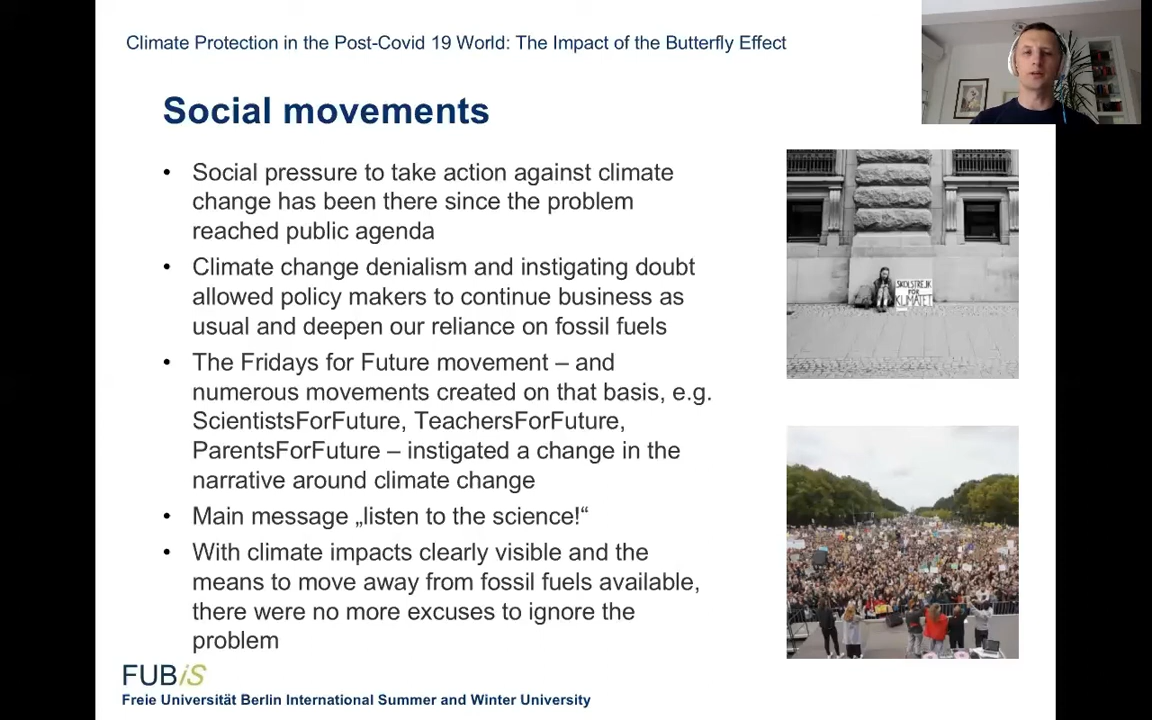 Climate Protection in the Post-Covid 19 World: The Impact of the Butterfly Effect
Social movements
• Social pressure to take action against climate
change has been there since the problem
reached public agenda
• Climate change denialism and instigating doubt
allowed policy makers to continue business as
usual and deepen our reliance on fossil fuels
• The Fridays for Future movement – and
numerous movements created on that basis, e.g.
ScientistsForFuture, TeachersForFuture,
ParentsForFuture – instigated a change in the
narrative around climate change
• Main message „listen to the science!“
• With climate impacts clearly visible and the
means to move away from fossil fuels available,
there were no more excuses to ignore the
problem
SKOLSTREJK
FÖR
KLIMATET
FUBiS
Freie Universität Berlin International Summer and Winter University